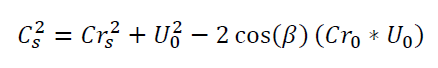 C_s^2 = Cr_s^2 + U_0^2 − 2 cos(β) (Cr_0 * U_0)